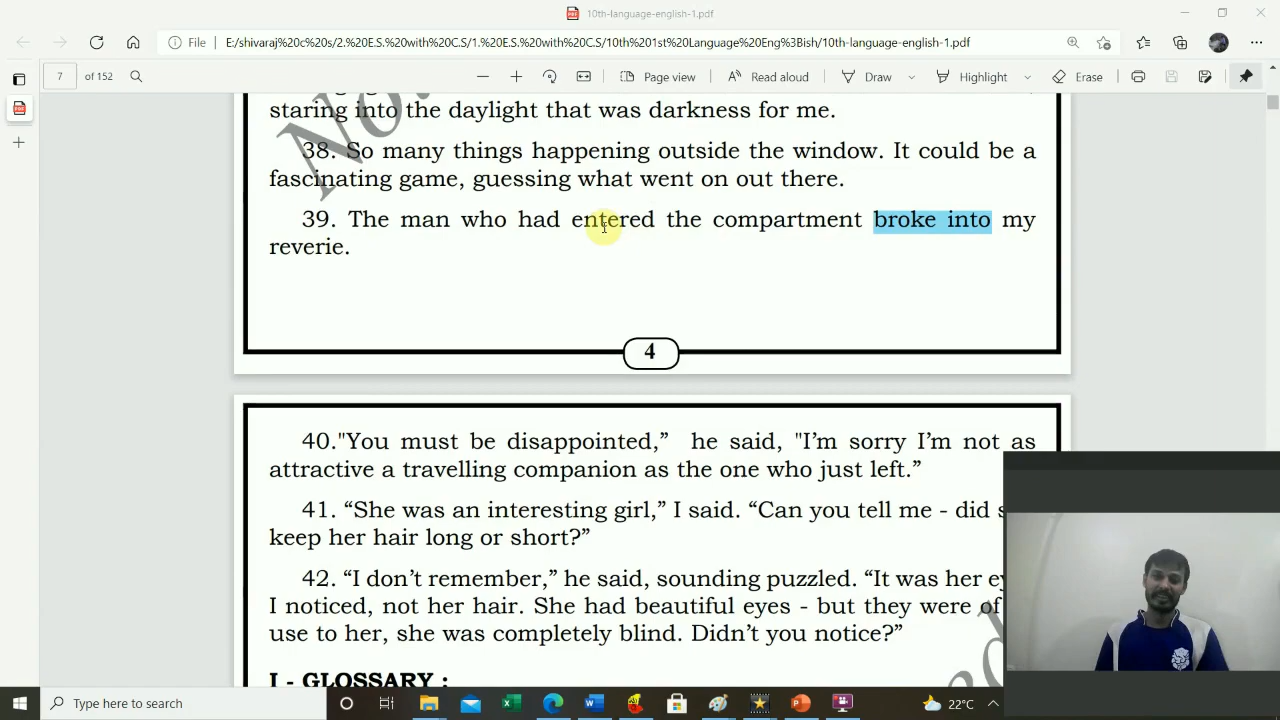 10th-language-english-1.pdf
File E:/shivaraj%20c%20s/2.%20E.S.%20with%20C.S/1.%20E.S%20with%20C.S/10th%201st%20Language%20Eng%3Bish/10th-language-english-1.pdf
7 of 152 Page view Read aloud Draw Highlight Erase
staring into the daylight that was darkness for me.
38. So many things happening outside the window. It could be a
fascinating game, guessing what went on out there.
39. The man who had entered the compartment broke into my
reverie.
4
40."You must be disappointed,” he said, "I’m sorry I’m not as
attractive a travelling companion as the one who just left.”
41. “She was an interesting girl,” I said. “Can you tell me - did
keep her hair long or short?”
42. “I don’t remember,” he said, sounding puzzled. “It was her
I noticed, not her hair. She had beautiful eyes - but they were of
use to her, she was completely blind. Didn’t you notice?”
I - GLOSSARY :
Type here to search
22°C